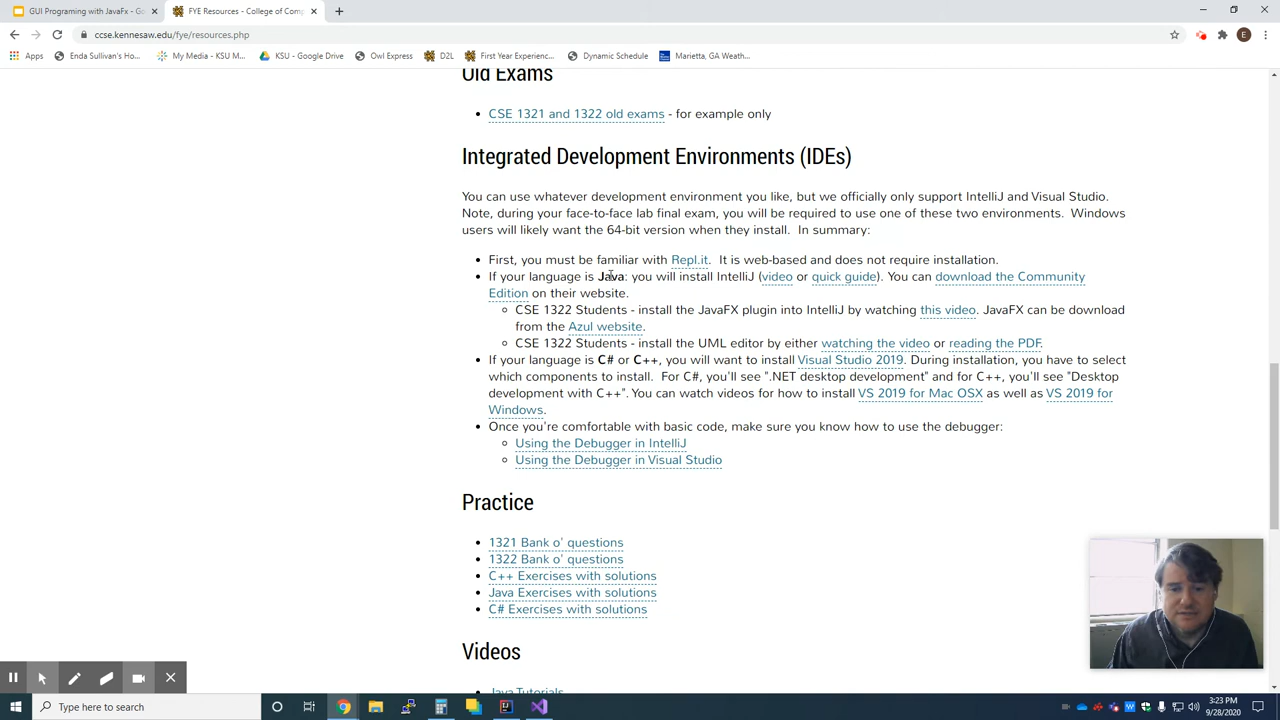 GUI Programing with JavaFx - Go
FYE Resources - College of Com
ccse.kennesaw.edu/fye/resources.php
E
Apps
Enda Sullivan's Ho...
My Media - KSU M...
KSU - Google Drive
Owl Express
D2L
First Year Experienc...
Dynamic Schedule
Marietta, GA Weath...
Old Exams
CSE 1321 and 1322 old exams - for example only
Integrated Development Environments (IDEs)
You can use whatever development environment you like, but we officially only support IntelliJ and Visual Studio.
Note, during your face-to-face lab final exam, you will be required to use one of these two environments. Windows
users will likely want the 64-bit version when they install. In summary:
First, you must be familiar with Repl.it. It is web-based and does not require installation.
If your language is Java: you will install IntelliJ (video or quick guide). You can download the Community
Edition on their website.
CSE 1322 Students - install the JavaFX plugin into IntelliJ by watching this video. JavaFX can be download
from the Azul website.
CSE 1322 Students - install the UML editor by either watching the video or reading the PDF.
If your language is C# or C++, you will want to install Visual Studio 2019. During installation, you have to select
which components to install. For C#, you'll see ".NET desktop development" and for C++, you'll see "Desktop
development with C++". You can watch videos for how to install VS 2019 for Mac OSX as well as VS 2019 for
Windows.
Once you're comfortable with basic code, make sure you know how to use the debugger:
Using the Debugger in IntelliJ
Using the Debugger in Visual Studio
Practice
1321 Bank o' questions
1322 Bank o' questions
C++ Exercises with solutions
Java Exercises with solutions
C# Exercises with solutions
Videos
Java Tutorials
Type here to search
3:23 PM
9/28/2020